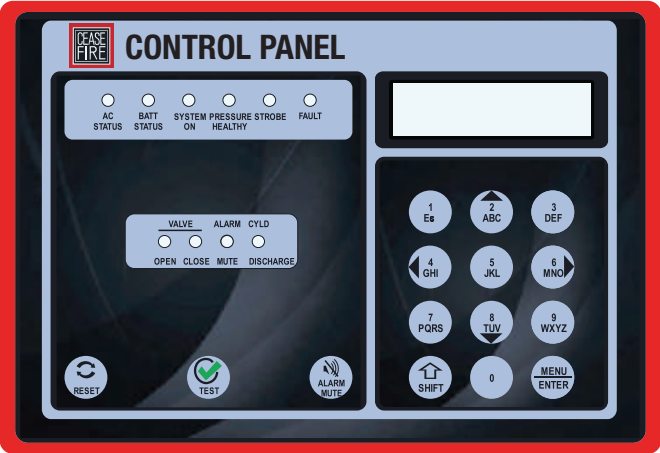 CEASE
FIRE
CONTROL PANEL
AC
STATUS
BATT
STATUS
SYSTEM
ON
PRESSURE
HEALTHY
STROBE
FAULT
VALVE
ALARM CYLD
OPEN CLOSE MUTE DISCHARGE
RESET
TEST
ALARM
MUTE
1
Es
2
ABC
3
DEF
4
GHI
5
JKL
6
MNO
7
PQRS
8
TUV
9
WXYZ
SHIFT
0
MENU
ENTER